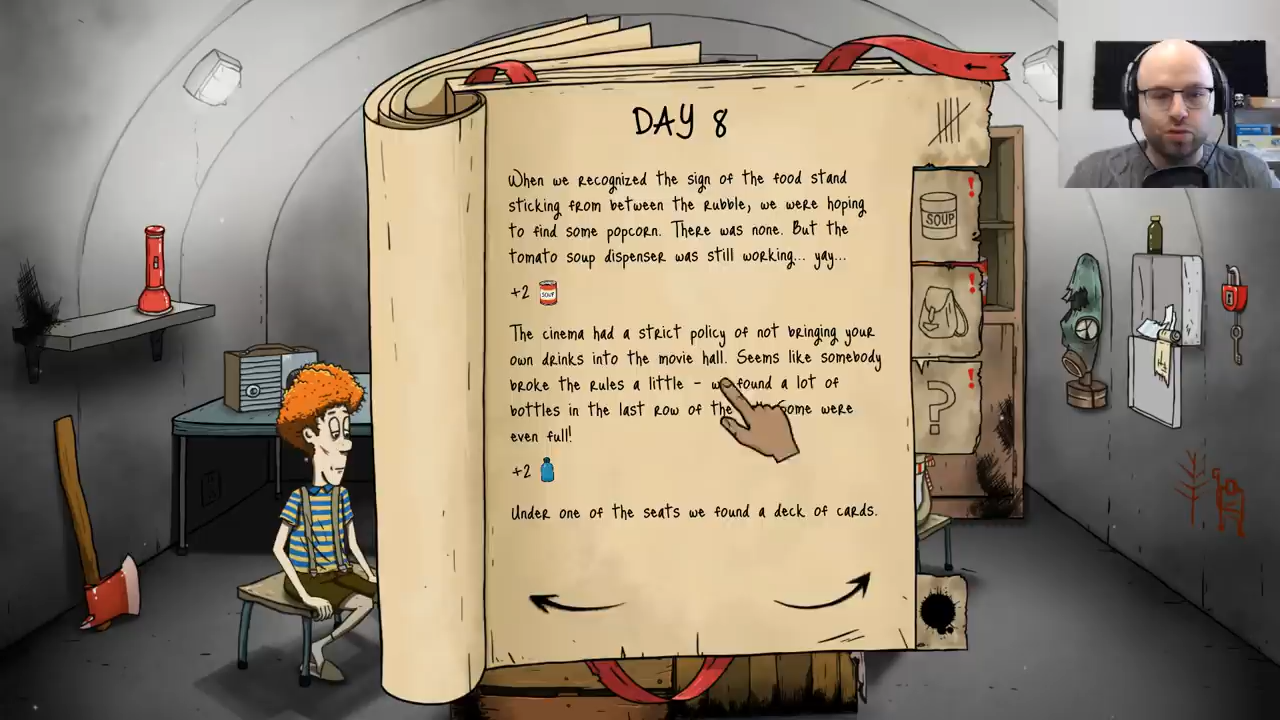 DAY 8
When we recognized the sign of the food stand
sticking from between the rubble, we were hoping
to find some popcorn. There was none. But the
tomato soup dispenser was still working... yay...
+2 SOUP
The cinema had a strict policy of not bringing your
own drinks into the movie hall. Seems like somebody
broke the rules a little - we found a lot of
bottles in the last row of the Some were
even full!
+2
Under one of the seats we found a deck of cards.
SOUP
!
!
?
!